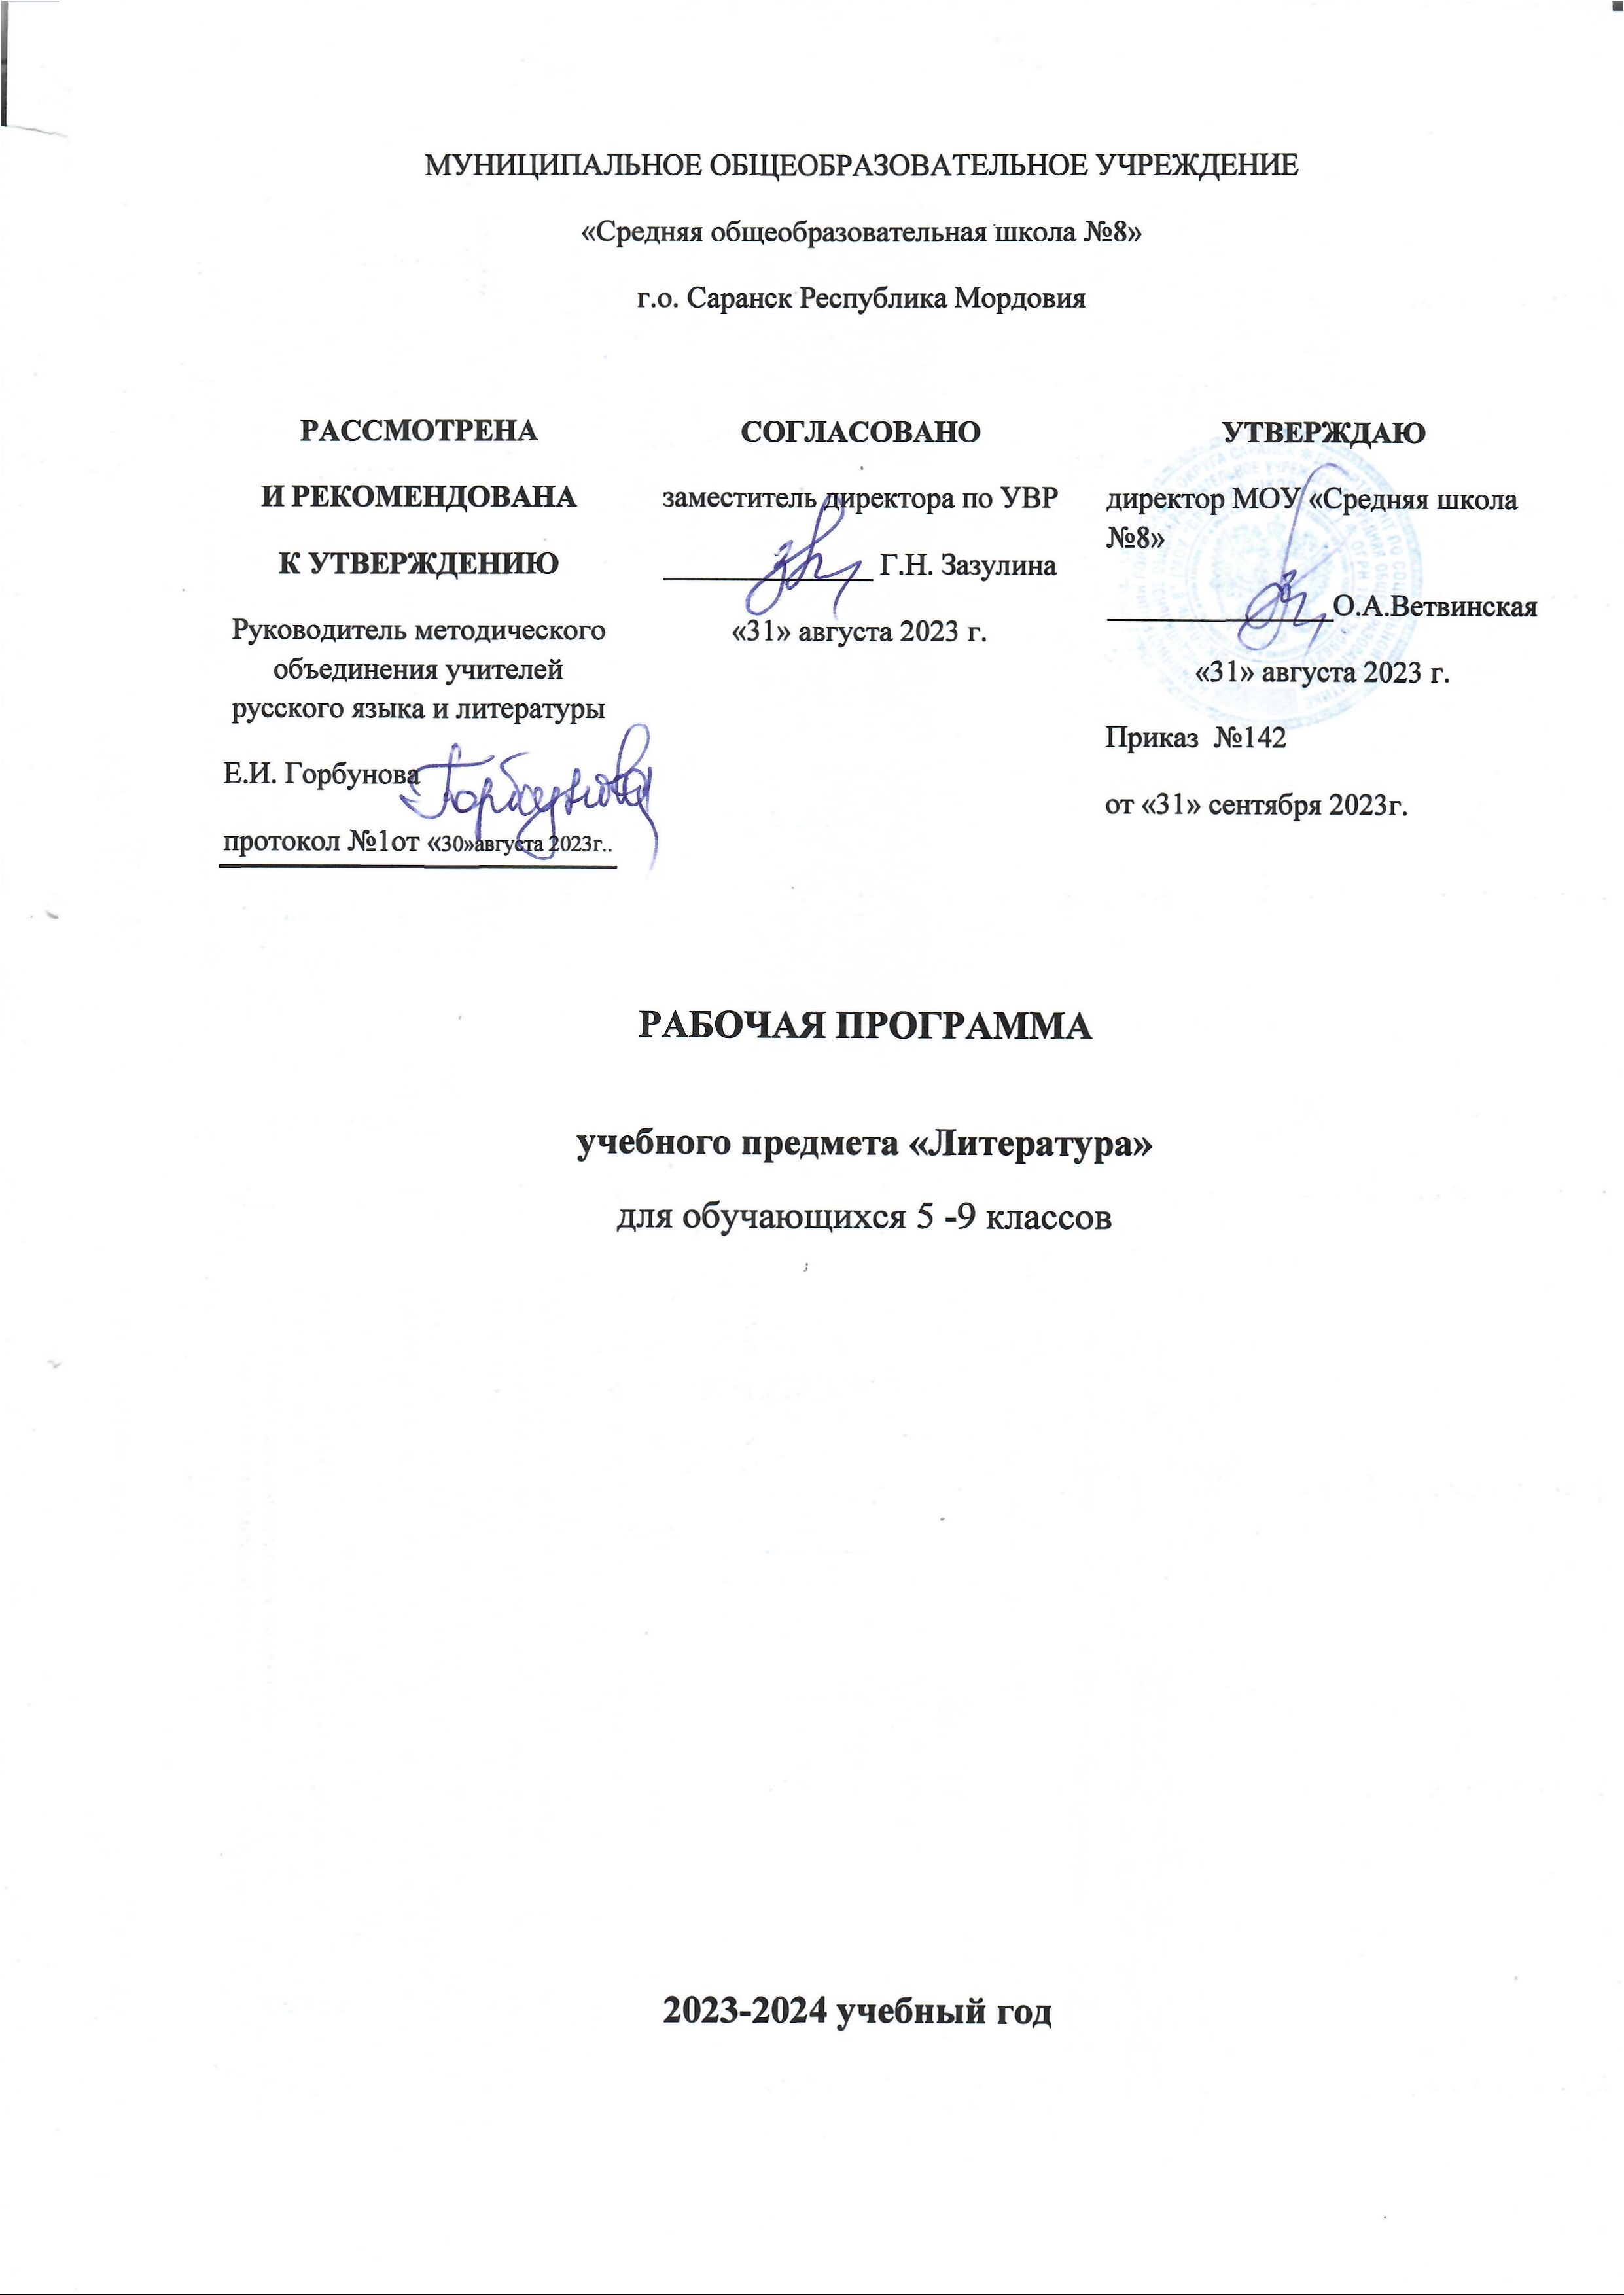 МУНИЦИПАЛЬНОЕ ОБЩЕОБРАЗОВАТЕЛЬНОЕ УЧРЕЖДЕНИЕ
«Средняя общеобразовательная школа №8»
г.о. Саранск Республика Мордовия
РАССМОТРЕНА
И РЕКОМЕНДОВАНА
К УТВЕРЖДЕНИЮ
Руководитель методического
объединения учителей
русского языка и литературы
Е.И. Горбунова
Горбунова
протокол №1от «30»августа 2023г..
СОГЛАСОВАНО
заместитель директора по УВР
Г.Н. Зазулина
«31» августа 2023 г.
УТВЕРЖДАЮ
директор МОУ «Средняя школа
№8»
О.А.Ветвинская
«31» августа 2023 г.
Приказ №142
от «31» сентября 2023г.
РАБОЧАЯ ПРОГРАММА
учебного предмета «Литература»
для обучающихся 5 -9 классов
2023-2024 учебный год